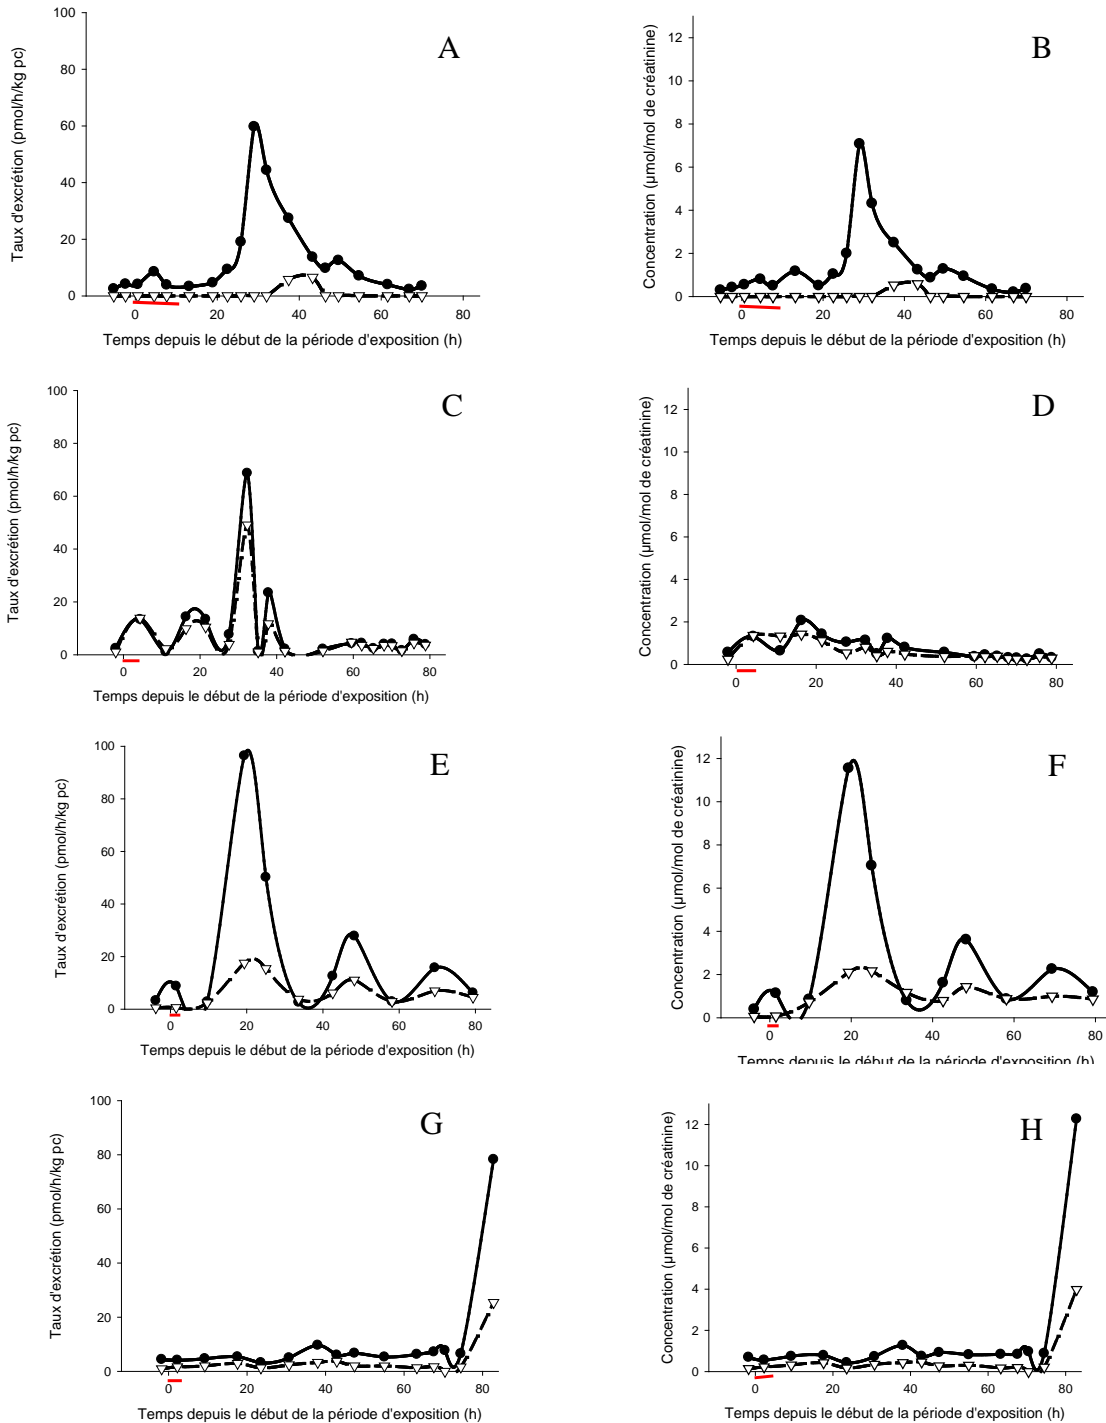 A
Taux d'excrétion (pmol/h/kg pc)
100
80
60
40
20
0
0 20 40 60 80
Temps depuis le début de la période d'exposition (h)
B
Concentration (µmol/mol de créatinine)
12
10
8
6
4
2
0
0 20 40 60 80
Temps depuis le début de la période d'exposition (h)
C
Taux d'excrétion (pmol/h/kg pc)
100
80
60
40
20
0
0 20 40 60 80
Temps depuis le début de la période d'exposition (h)
D
Concentration (µmol/mol de créatinine)
12
10
8
6
4
2
0
0 20 40 60 80
Temps depuis le début de la période d'exposition (h)
E
Taux d'excrétion (pmol/h/kg pc)
100
80
60
40
20
0
0 20 40 60 80
Temps depuis le début de la période d'exposition (h)
F
Concentration (µmol/mol de créatinine)
12
10
8
6
4
2
0
0 20 40 60 80
Temps depuis le début de la période d'exposition (h)
G
Taux d'excrétion (pmol/h/kg pc)
100
80
60
40
20
0
0 20 40 60 80
Temps depuis le début de la période d'exposition (h)
H
Concentration (µmol/mol de créatinine)
12
10
8
6
4
2
0
0 20 40 60 80
Temps depuis le début de la période d'exposition (h)